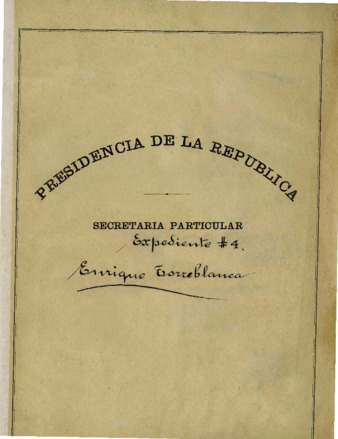 PRESIDENCIA DE LA REPUBLICA
SECRETARIA PARTICULAR
Expediente #4.
Enrique Torreblanca.